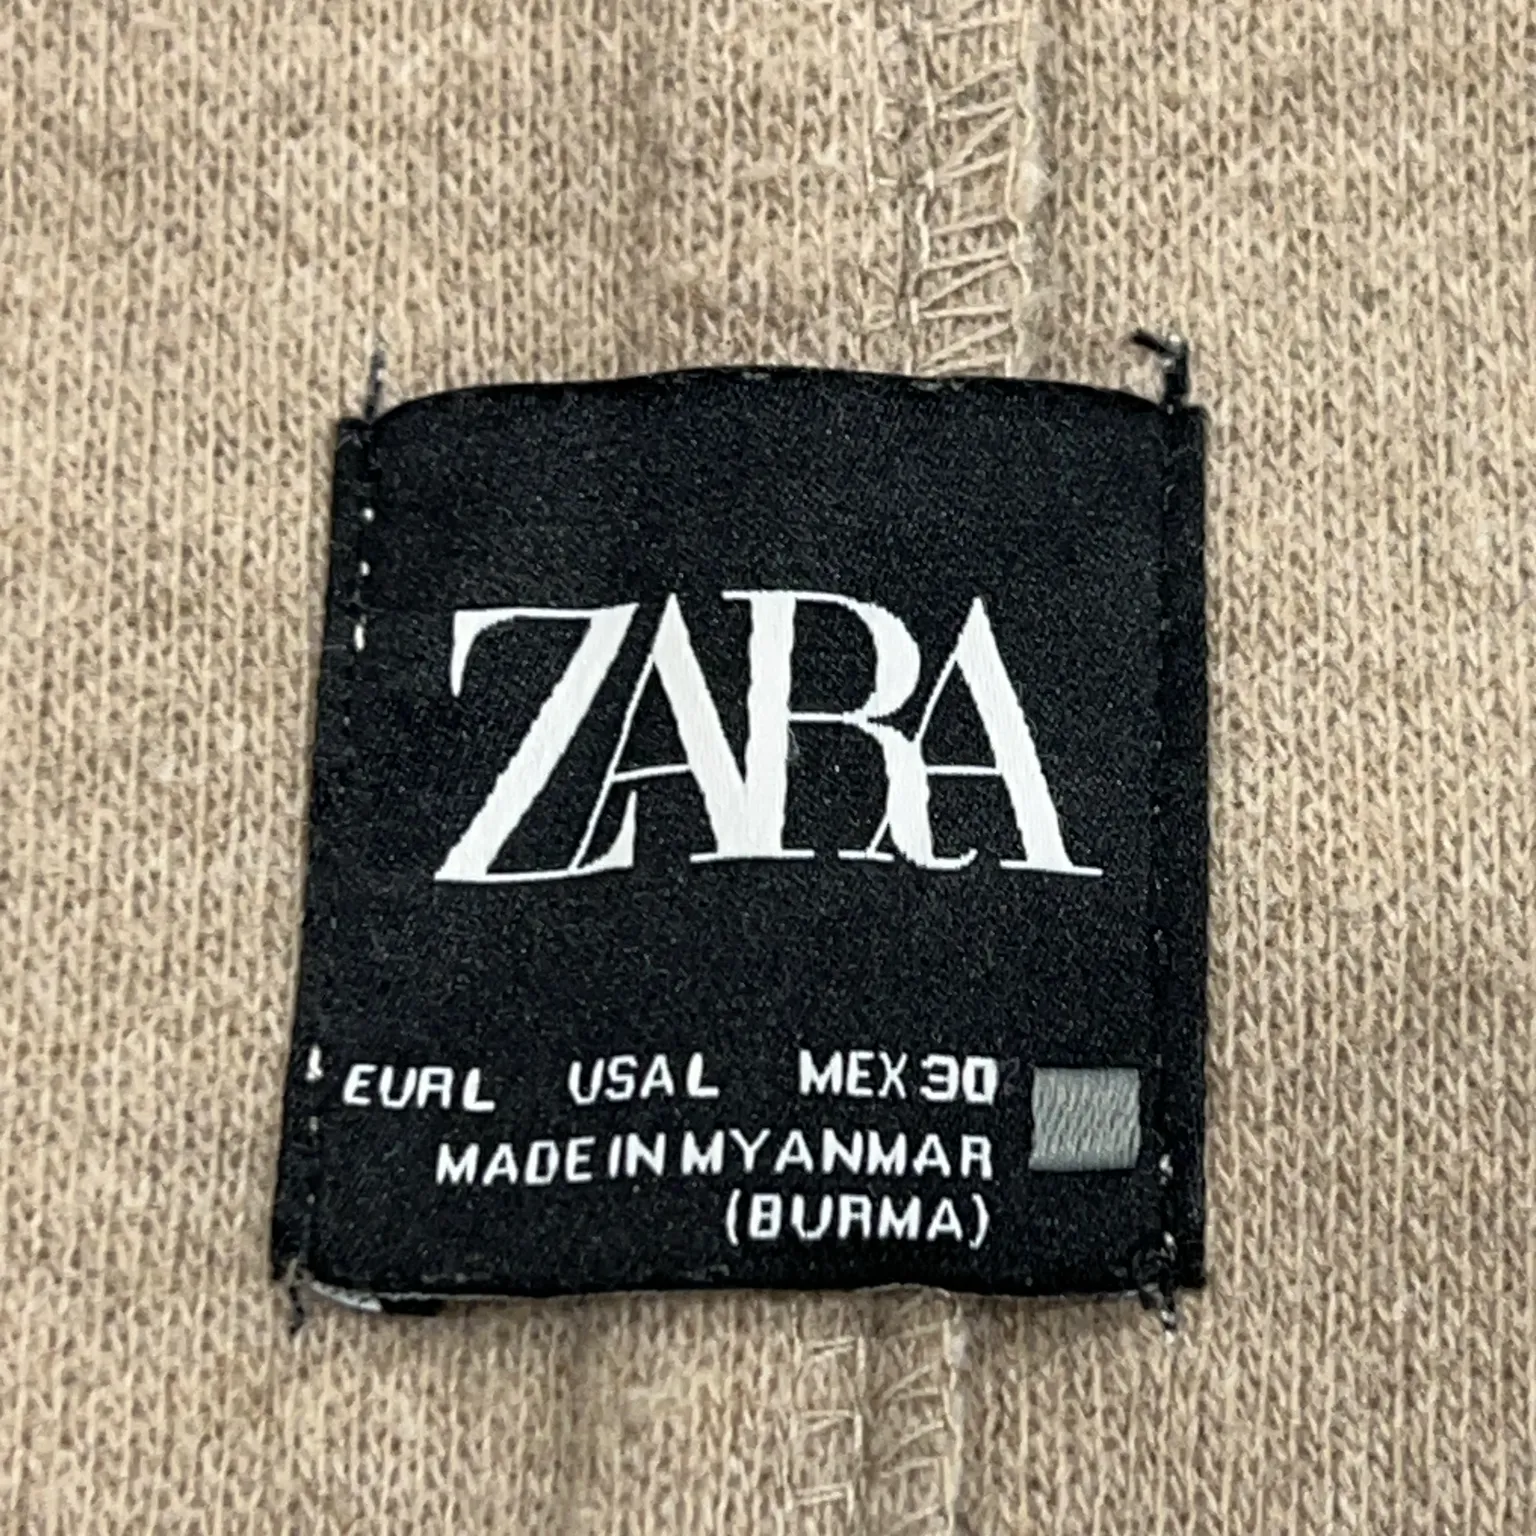 ZARA
EUR L USA L MEX 30
MADE IN MYANMAR
(BURMA)